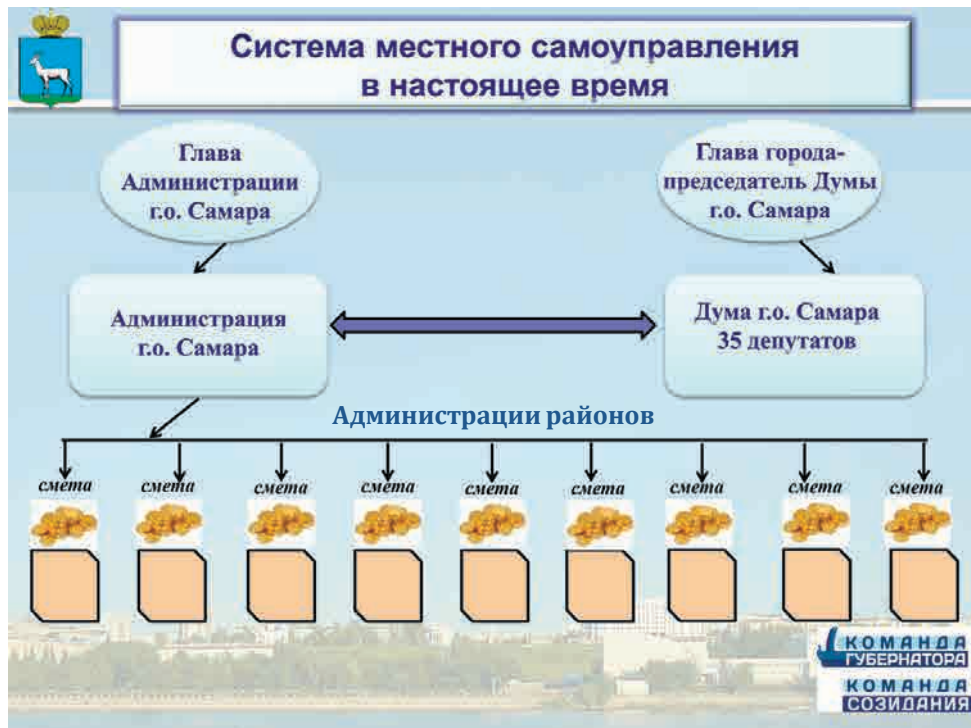 Система местного самоуправления
в настоящее время
Глава
Администрации
г.о. Самара
Глава города-
председатель Думы
г.о. Самара
Администрация
г.о. Самара
Дума г.о. Самара
35 депутатов
Администрации районов
смета смета смета смета смета смета смета смета смета
КОМАНДА
ГУБЕРНАТОРА
КОМАНДА
СОЗИДАНИЯ